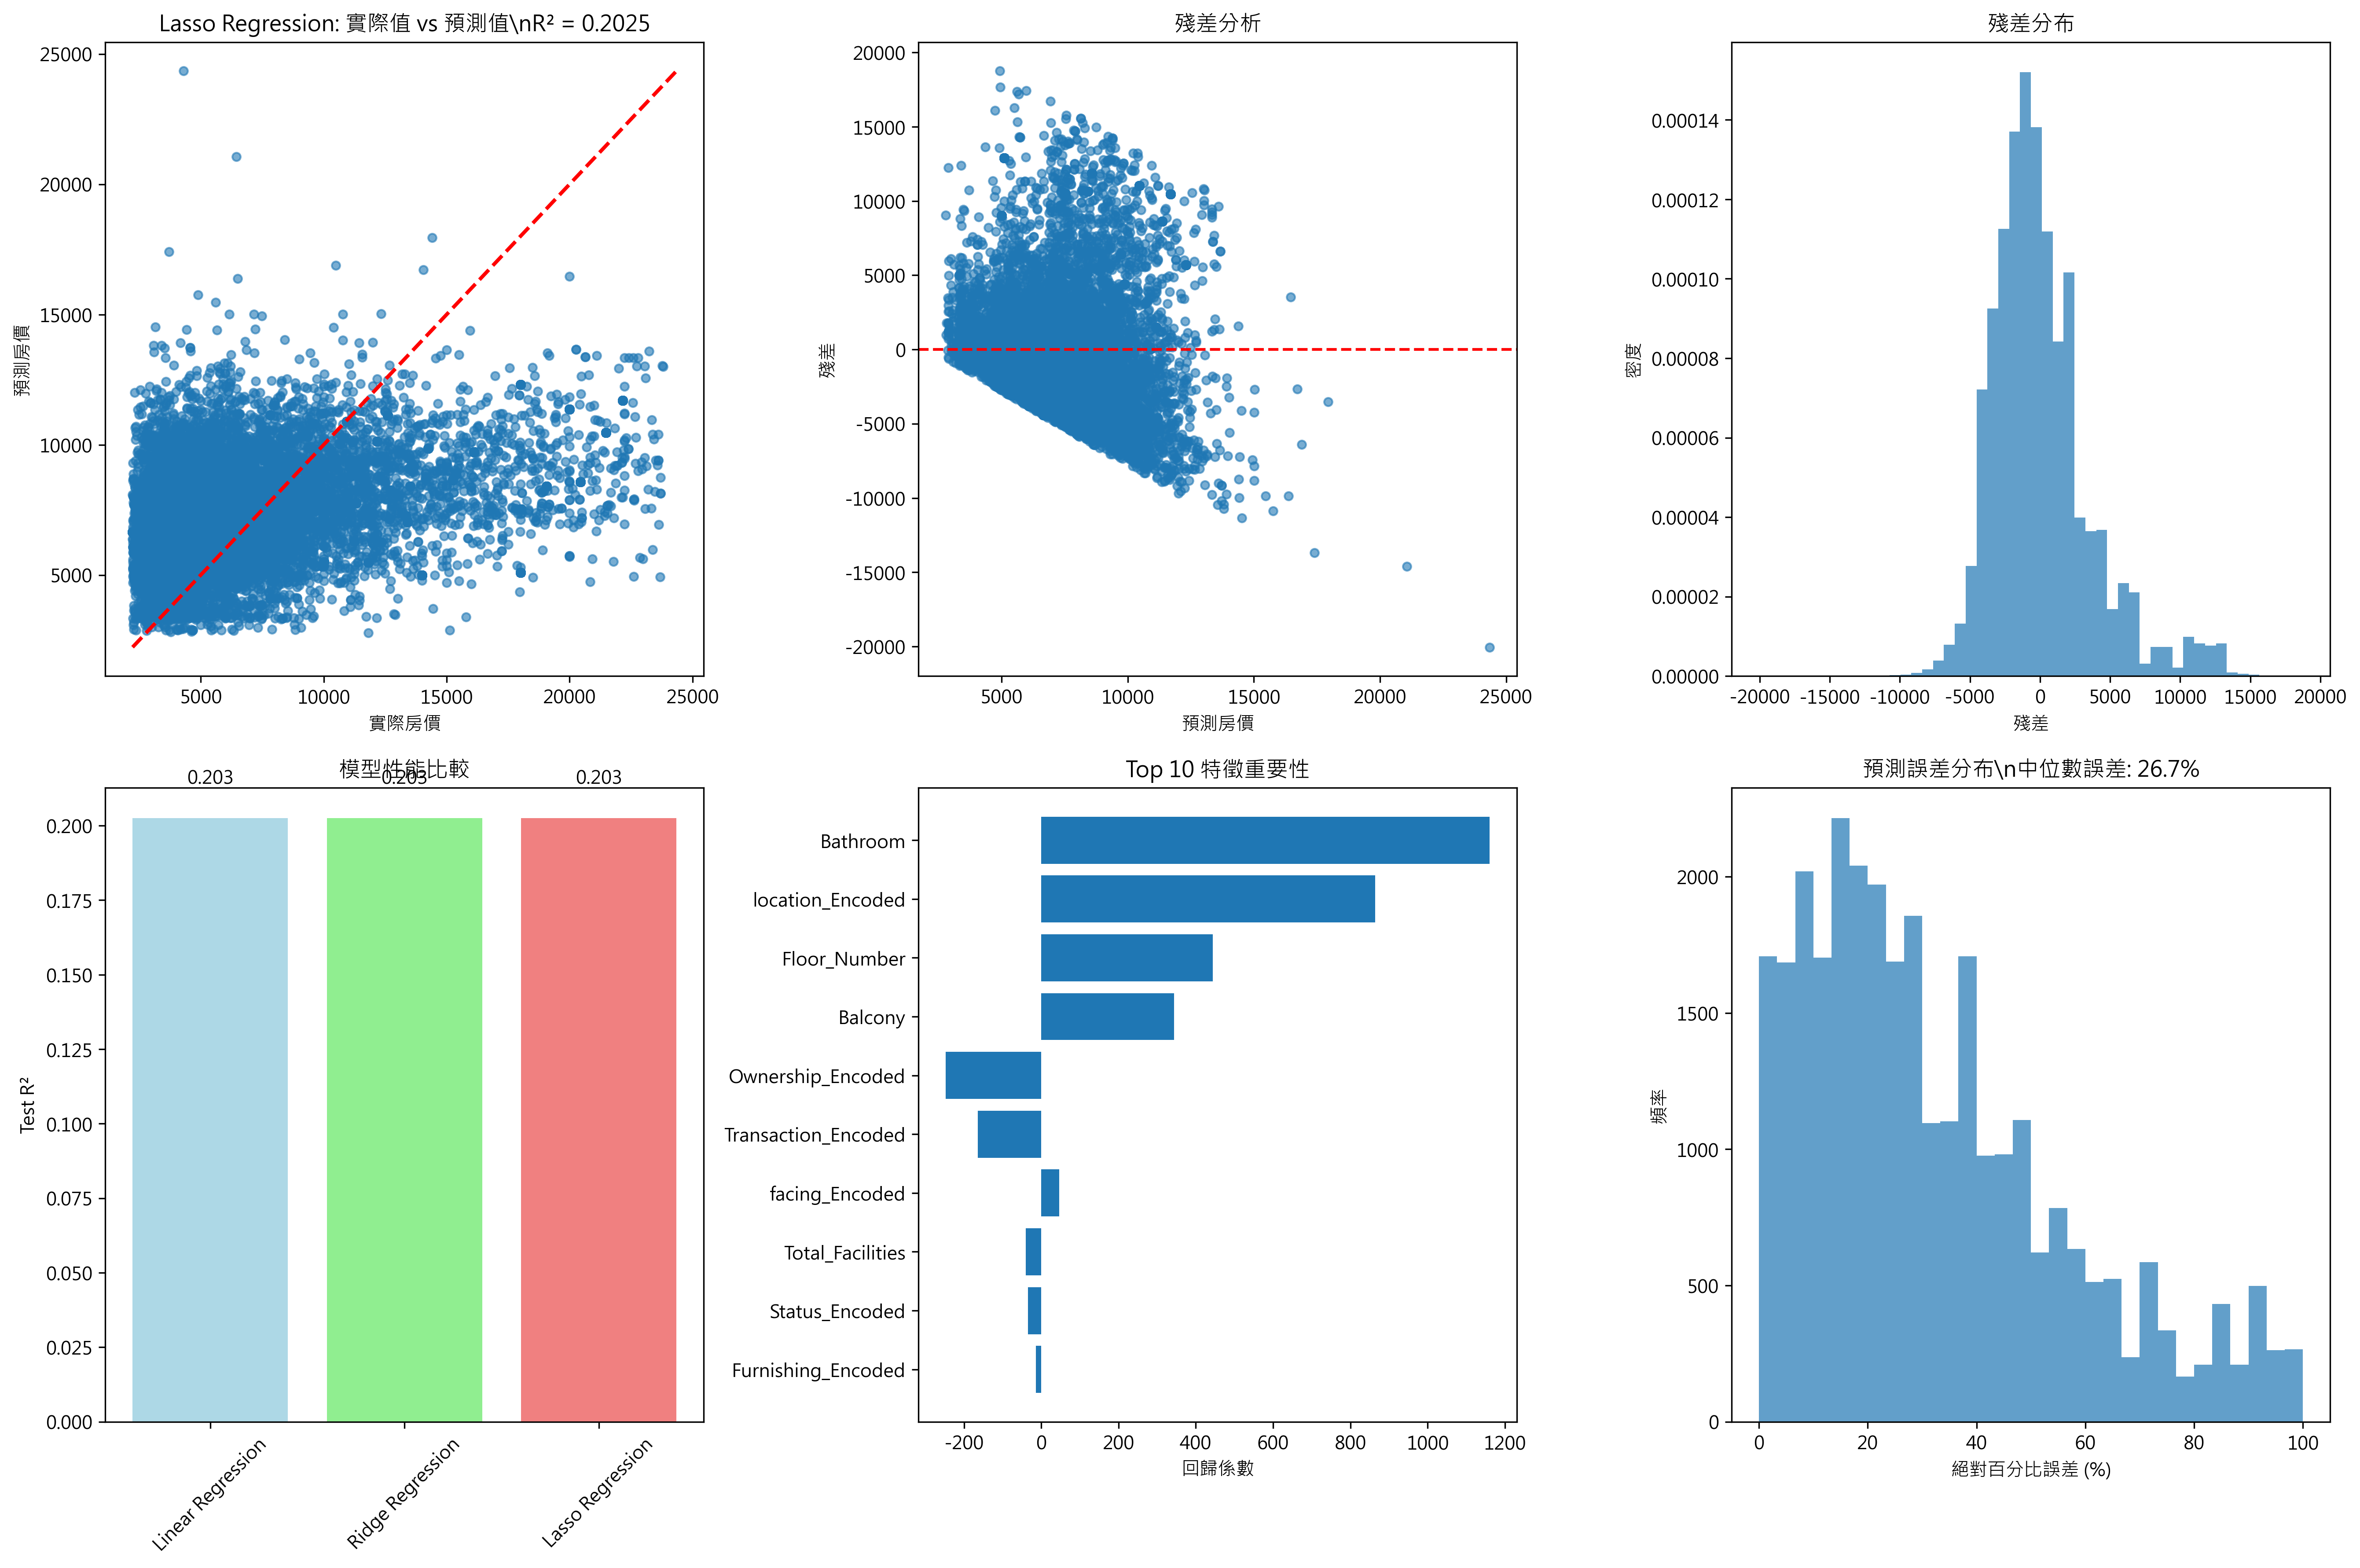 Lasso Regression: 實際值 vs 預測值\nR² = 0.2025
25000
20000
15000
10000
5000
預測房價
5000
10000
15000
20000
25000
實際房價
殘差分析
20000
15000
10000
5000
0
-5000
-10000
-15000
-20000
殘差
5000
10000
15000
20000
25000
預測房價
殘差分布
0.00014
0.00012
0.00010
0.00008
0.00006
0.00004
0.00002
0.00000
密度
-20000
-15000
-10000
-5000
0
5000
10000
15000
20000
殘差
模型性能比較
0.203
0.203
0.203
0.200
0.175
0.150
0.125
0.100
0.075
0.050
0.025
0.000
Test R²
Linear Regression
Ridge Regression
Lasso Regression
Top 10 特徵重要性
Bathroom
location_Encoded
Floor_Number
Balcony
Ownership_Encoded
Transaction_Encoded
facing_Encoded
Total_Facilities
Status_Encoded
Furnishing_Encoded
-200
0
200
400
600
800
1000
1200
回歸係數
預測誤差分布\n中位數誤差: 26.7%
2000
1500
1000
500
0
頻率
0
20
40
60
80
100
絕對百分比誤差 (%)